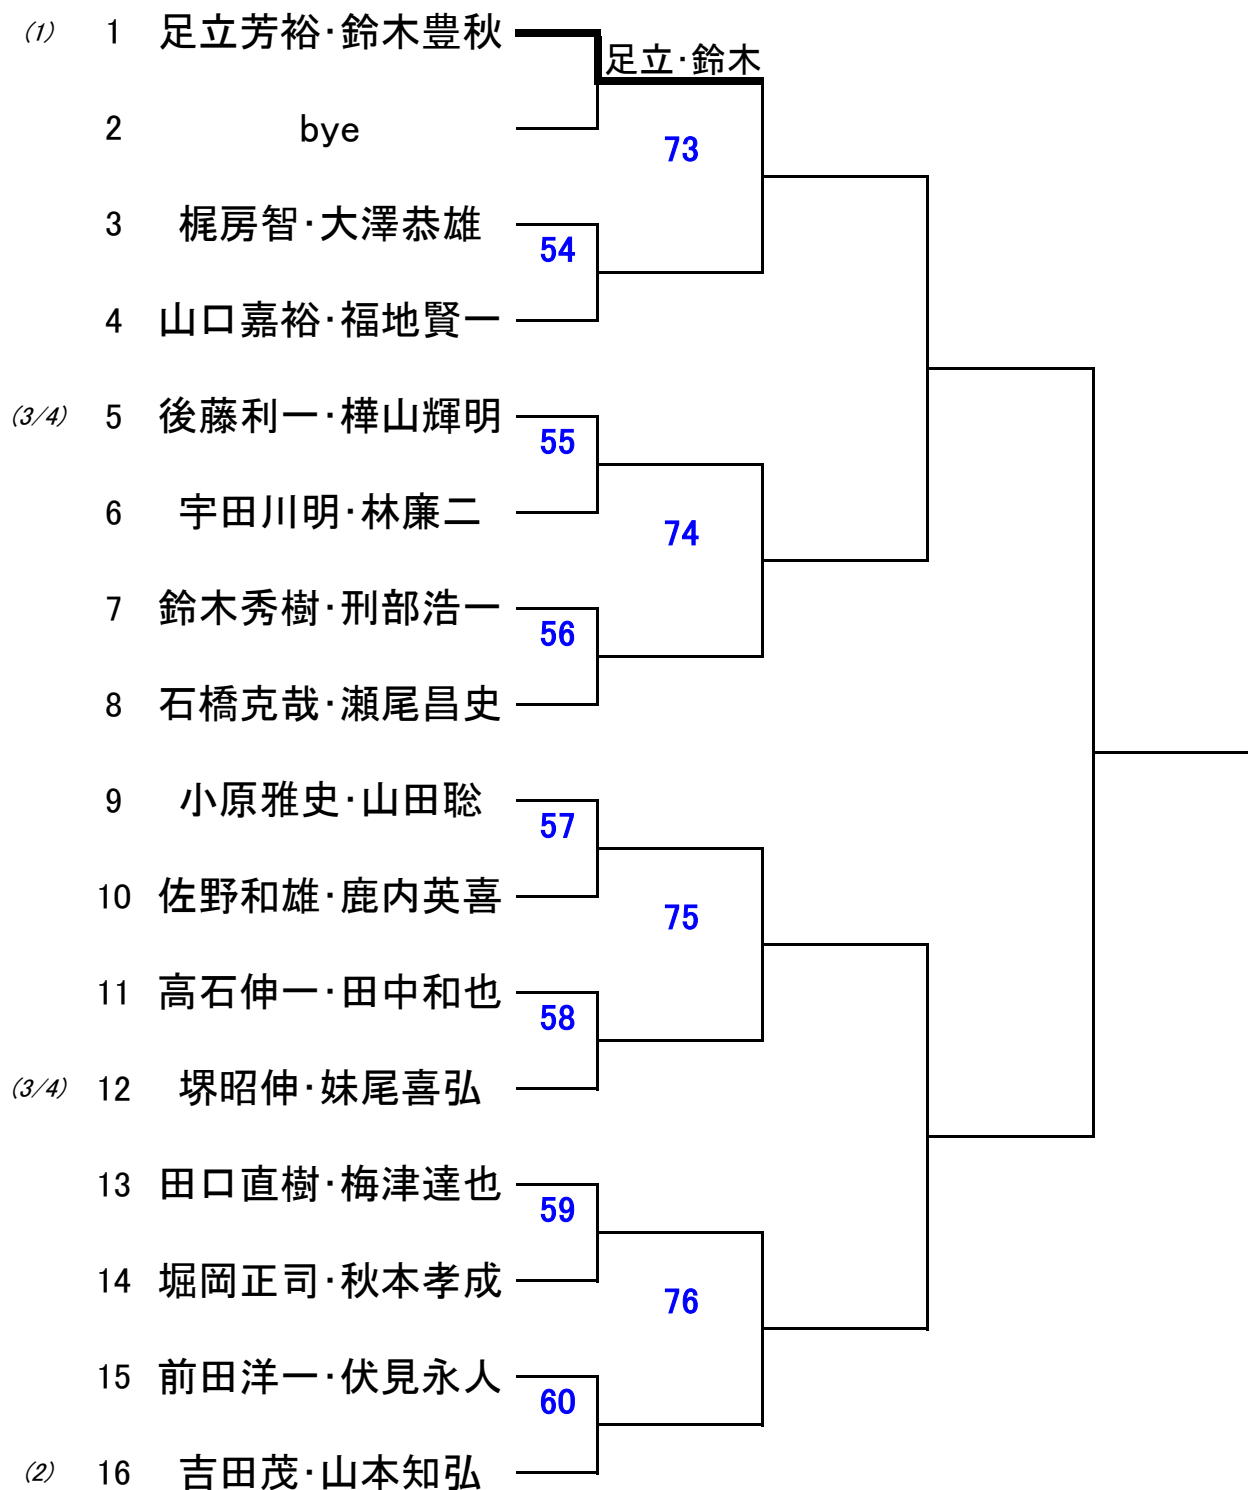 (1) 1 足立芳裕・鈴木豊秋
足立・鈴木
2 bye
73
3 梶房智・大澤恭雄
54
4 山口嘉裕・福地賢一
(3/4) 5 後藤利一・樺山輝明
55
6 宇田川明・林廉二
74
7 鈴木秀樹・刑部浩一
56
8 石橋克哉・瀬尾昌史
9 小原雅史・山田聡
57
10 佐野和雄・鹿内英喜
75
11 高石伸一・田中和也
58
(3/4) 12 堺昭伸・妹尾喜弘
13 田口直樹・梅津達也
59
14 堀岡正司・秋本孝成
76
15 前田洋一・伏見永人
60
(2) 16 吉田茂・山本知弘